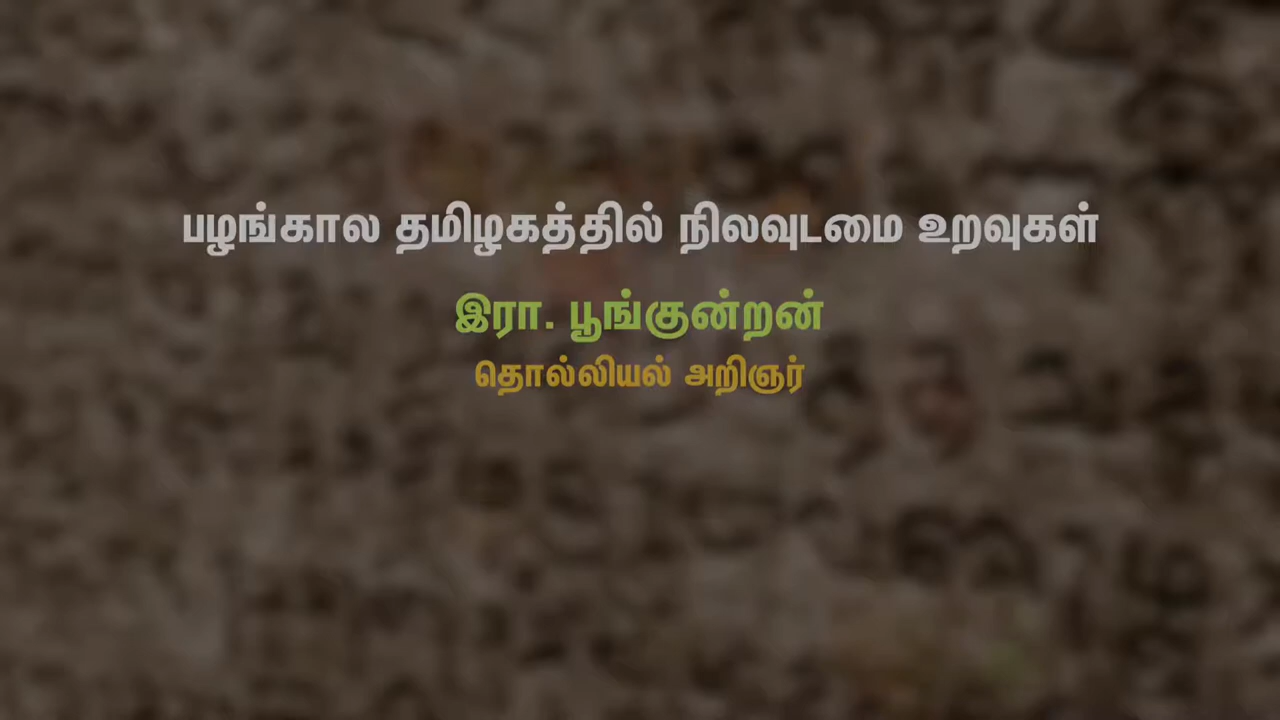 பழங்கால தமிழகத்தில் நிலவுடமை உறவுகள்
இரா. பூங்குன்றன்
தொல்லியல் அறிஞர்